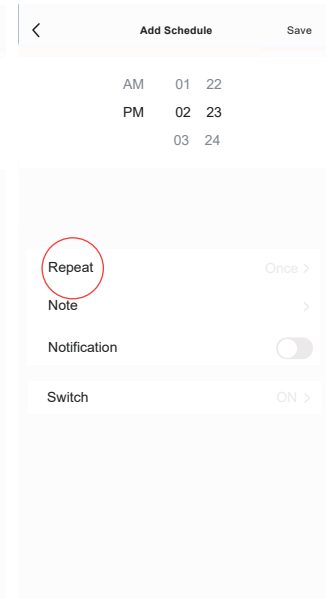 Add Schedule Save
AM 01 22
PM 02 23
03 24
Repeat Once >
Note >
Notification
Switch ON >